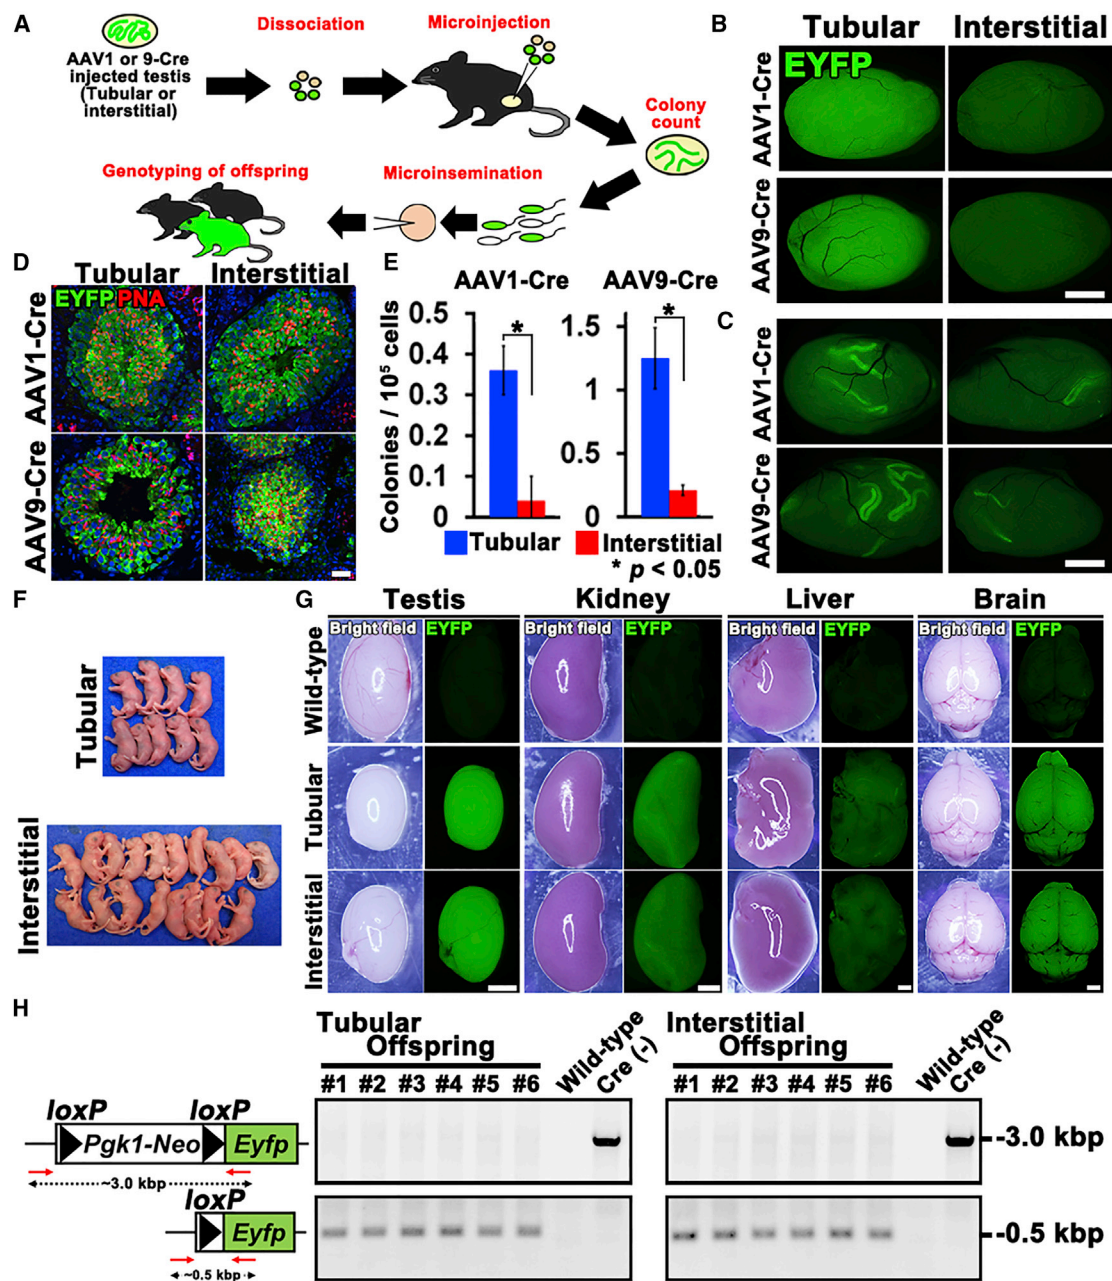 A
AAV1 or 9-Cre
injected testis
(Tubular or
interstitial)
Dissociation
Microinjection
Colony
count
Microinsemination
Genotyping of offspring
B
Tubular
Interstitial
EYFP
AAV1-Cre
AAV9-Cre
C
AAV1-Cre
AAV9-Cre
D
Tubular
Interstitial
EYFP PNA
AAV1-Cre
AAV9-Cre
E
AAV1-Cre
AAV9-Cre
Colonies / 10⁵ cells
0.5
0.4
0.3
0.2
0.1
0
*
1.5
1
0.5
0
*
Tubular
Interstitial
* p < 0.05
F
Tubular
Interstitial
G
Testis
Kidney
Liver
Brain
Bright field
EYFP
Bright field
EYFP
Bright field
EYFP
Bright field
EYFP
Wild-type
Tubular
Interstitial
H
Tubular
Offspring
#1 #2 #3 #4 #5 #6
Wild-type
Cre (-)
Interstitial
Offspring
#1 #2 #3 #4 #5 #6
Wild-type
Cre (-)
loxP
loxP
Pgk1-Neo
Eyfp
~3.0 kbp
loxP
Eyfp
~0.5 kbp
-3.0 kbp
-0.5 kbp